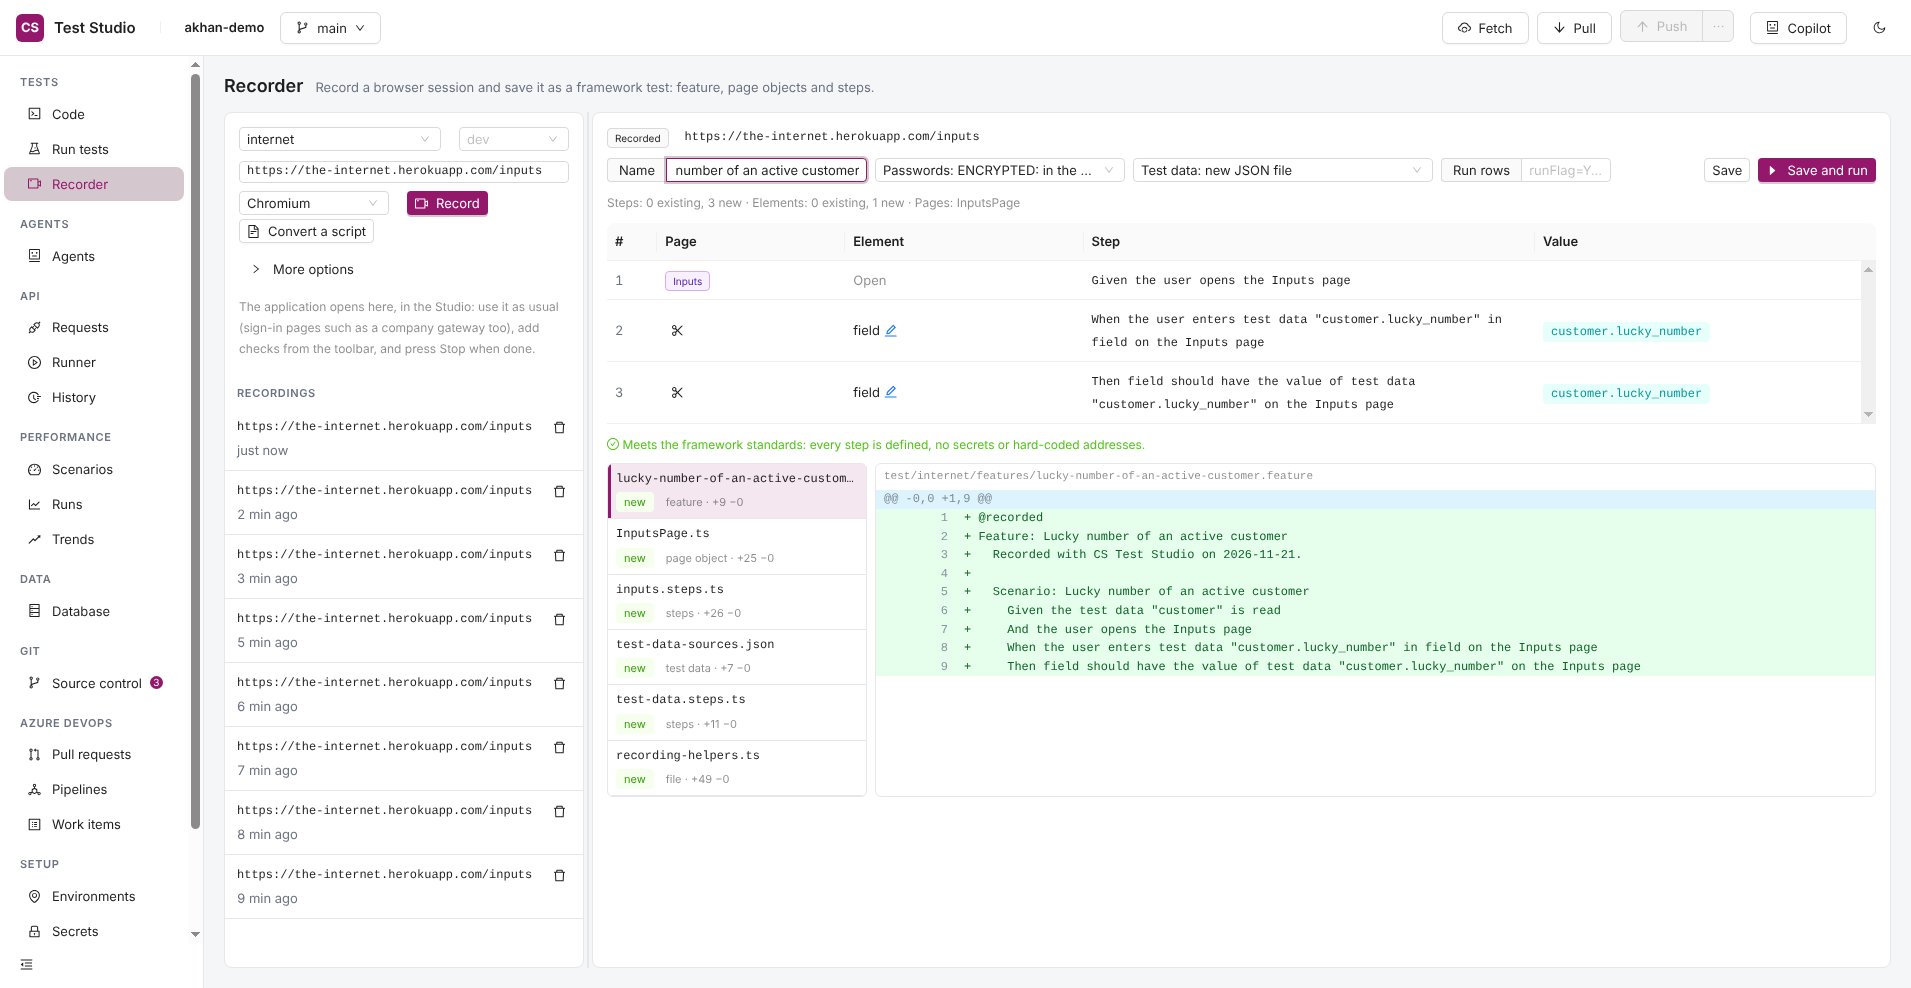 CS Test Studio akhan-demo main Fetch Pull Push ... Copilot
TESTS
Code
Run tests
Recorder
AGENTS
Agents
API
Requests
Runner
History
PERFORMANCE
Scenarios
Runs
Trends
DATA
Database
GIT
Source control 3
AZURE DEVOPS
Pull requests
Pipelines
Work items
SETUP
Environments
Secrets
Recorder Record a browser session and save it as a framework test: feature, page objects and steps.
internet dev
https://the-internet.herokuapp.com/inputs
Chromium Record
Convert a script
More options
The application opens here, in the Studio: use it as usual
(sign-in pages such as a company gateway too), add
checks from the toolbar, and press Stop when done.
RECORDINGS
https://the-internet.herokuapp.com/inputs
just now
https://the-internet.herokuapp.com/inputs
2 min ago
https://the-internet.herokuapp.com/inputs
3 min ago
https://the-internet.herokuapp.com/inputs
5 min ago
https://the-internet.herokuapp.com/inputs
6 min ago
https://the-internet.herokuapp.com/inputs
7 min ago
https://the-internet.herokuapp.com/inputs
8 min ago
https://the-internet.herokuapp.com/inputs
9 min ago
Recorded https://the-internet.herokuapp.com/inputs
Name number of an active customer Passwords: ENCRYPTED: in the ... Test data: new JSON file Run rows runFlag=Y... Save Save and run
Steps: 0 existing, 3 new · Elements: 0 existing, 1 new · Pages: InputsPage
# Page Element Step Value
1 Inputs Open Given the user opens the Inputs page
2 field When the user enters test data "customer.lucky_number" in
field on the Inputs page
customer.lucky_number
3 field Then field should have the value of test data
"customer.lucky_number" on the Inputs page
customer.lucky_number
Meets the framework standards: every step is defined, no secrets or hard-coded addresses.
lucky-number-of-an-active-custom…
new feature · +9 −0
InputsPage.ts
new page object · +25 −0
inputs.steps.ts
new steps · +26 −0
test-data-sources.json
new test data · +7 −0
test-data.steps.ts
new steps · +11 −0
recording-helpers.ts
new file · +49 −0
test/internet/features/lucky-number-of-an-active-customer.feature
@@ -0,0 +1,9 @@
1 + @recorded
2 + Feature: Lucky number of an active customer
3 + Recorded with CS Test Studio on 2026-11-21.
4 +
5 + Scenario: Lucky number of an active customer
6 + Given the test data "customer" is read
7 + And the user opens the Inputs page
8 + When the user enters test data "customer.lucky_number" in field on the Inputs page
9 + Then field should have the value of test data "customer.lucky_number" on the Inputs page